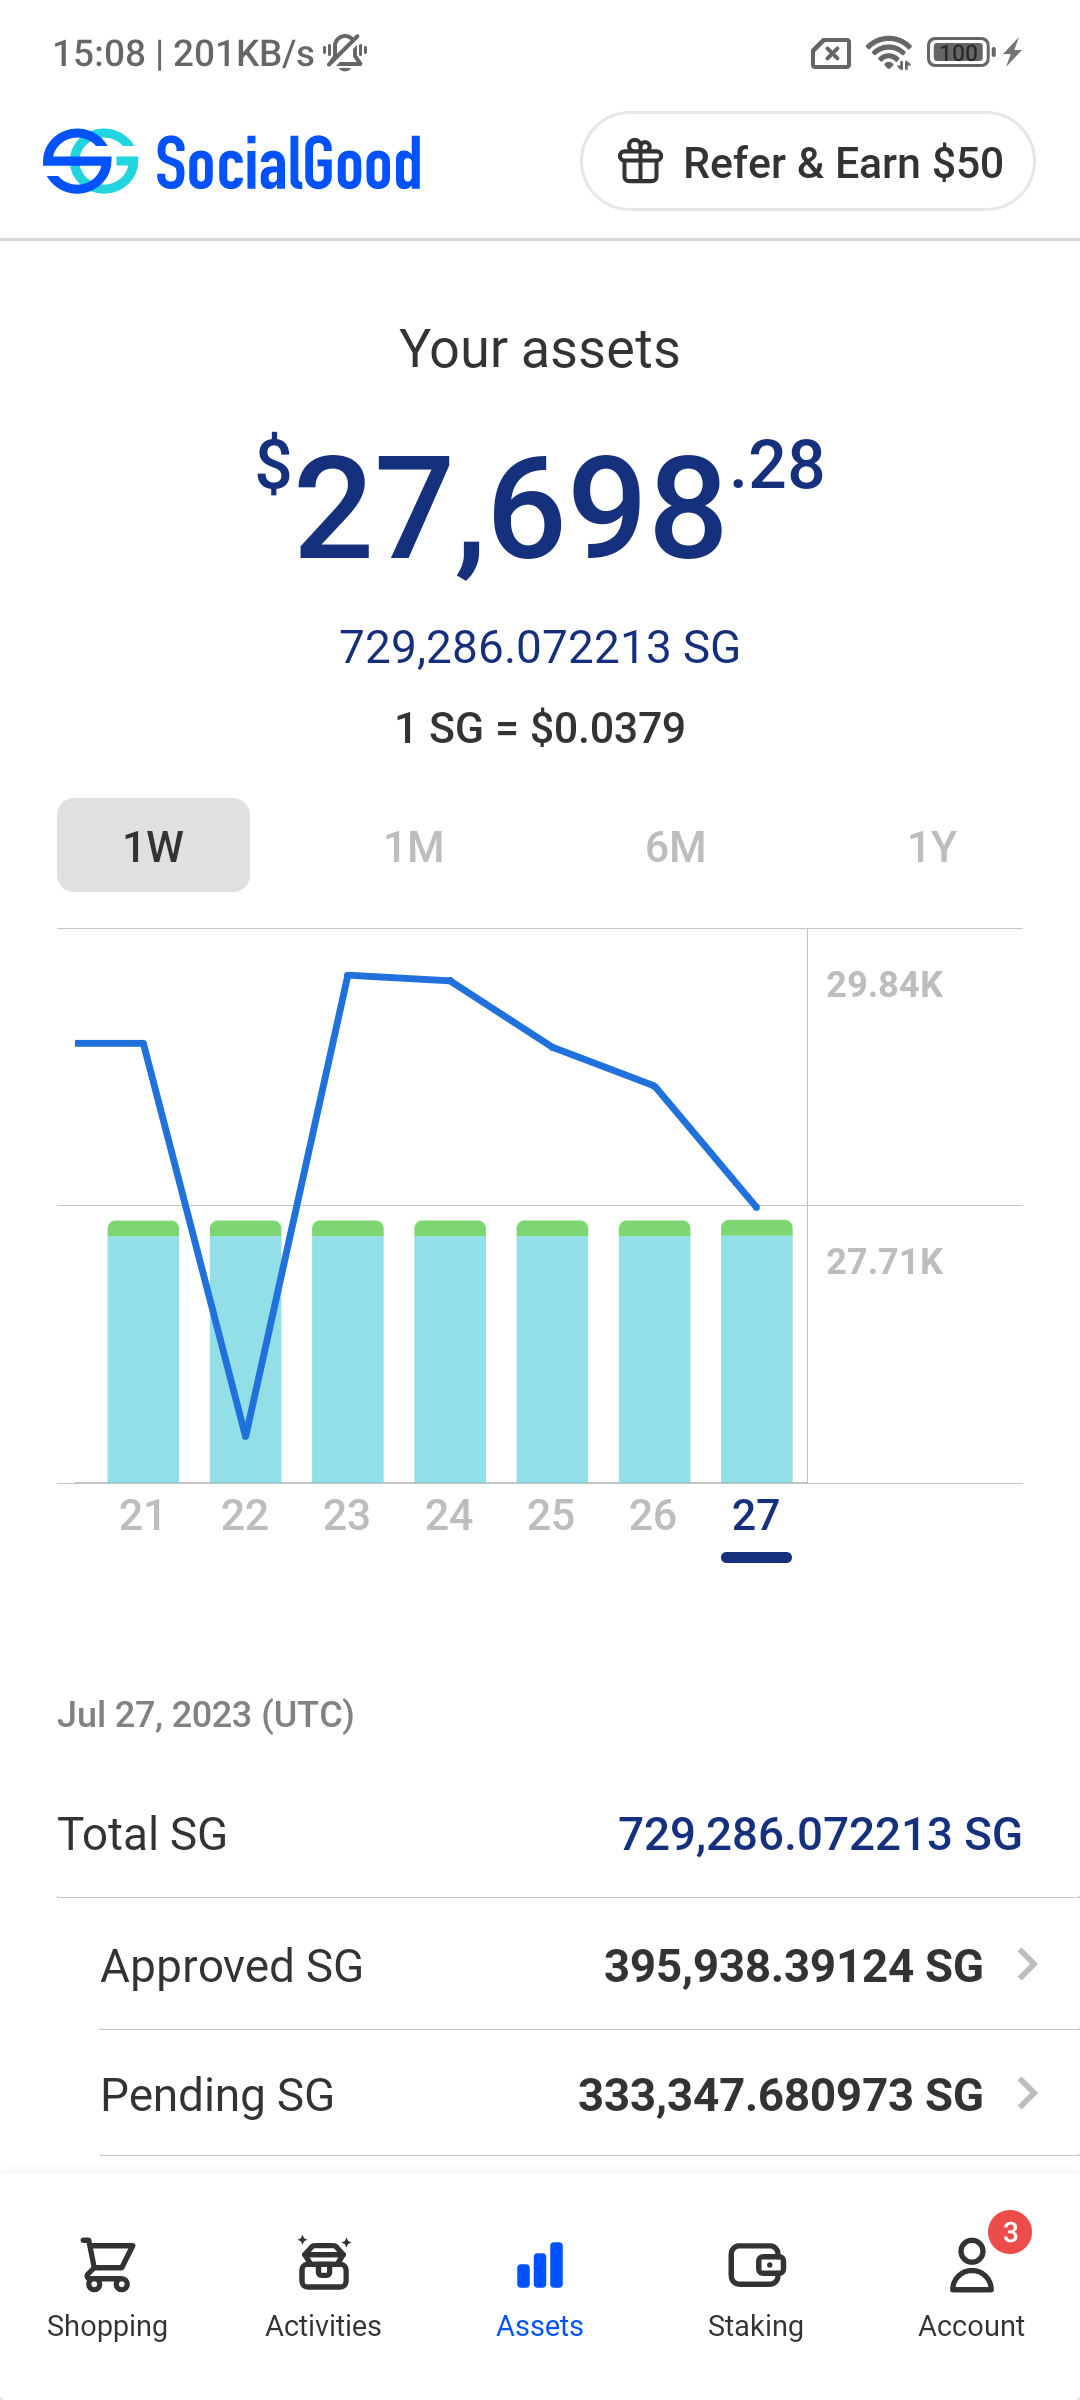 15:08 | 201KB/s
100
SocialGood
Refer & Earn $50
Your assets
$27,698.28
729,286.072213 SG
1 SG = $0.0379
1W 1M 6M 1Y
29.84K
27.71K
21 22 23 24 25 26 27
Jul 27, 2023 (UTC)
Total SG 729,286.072213 SG
Approved SG 395,938.39124 SG
Pending SG 333,347.680973 SG
3
Shopping Activities Assets Staking Account